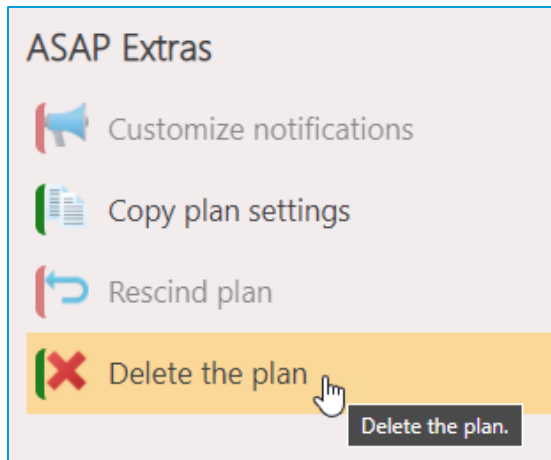 ASAP Extras
Customize notifications
Copy plan settings
Rescind plan
Delete the plan
Delete the plan.